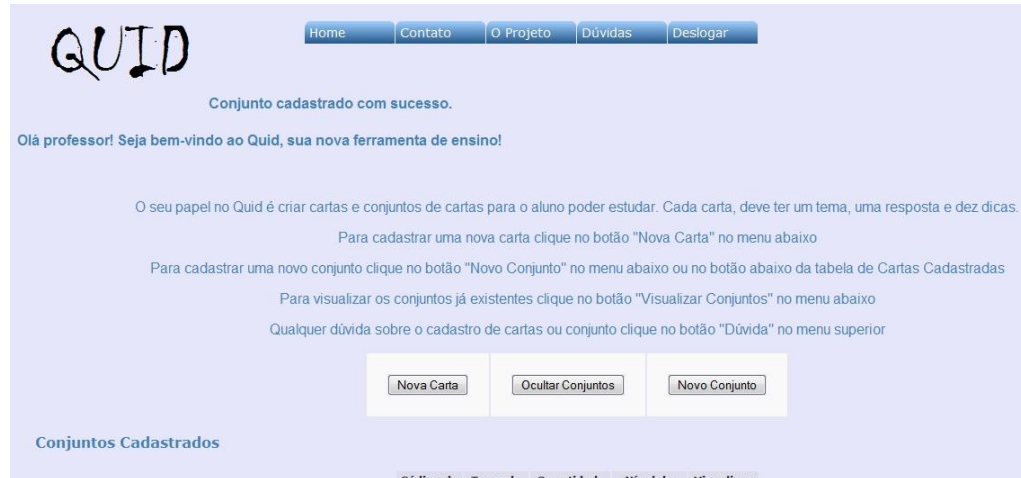 QUID
Home Contato O Projeto Dúvidas Deslogar
Conjunto cadastrado com sucesso.
Olá professor! Seja bem-vindo ao Quid, sua nova ferramenta de ensino!
O seu papel no Quid é criar cartas e conjuntos de cartas para o aluno poder estudar. Cada carta, deve ter um tema, uma resposta e dez dicas.
Para cadastrar uma nova carta clique no botão "Nova Carta" no menu abaixo
Para cadastrar uma novo conjunto clique no botão "Novo Conjunto" no menu abaixo ou no botão abaixo da tabela de Cartas Cadastradas
Para visualizar os conjuntos já existentes clique no botão "Visualizar Conjuntos" no menu abaixo
Qualquer dúvida sobre o cadastro de cartas ou conjunto clique no botão "Dúvida" no menu superior
Nova Carta Ocultar Conjuntos Novo Conjunto
Conjuntos Cadastrados